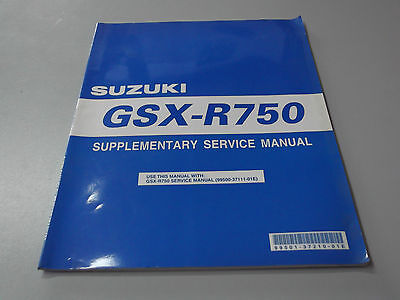 SUZUKI
GSX-R750
SUPPLEMENTARY SERVICE MANUAL
USE THIS MANUAL WITH:
GSX-R750 SERVICE MANUAL (99500-37111-01E)
99501-37210-01E